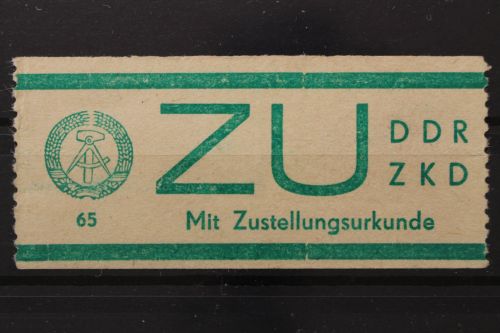 ZU
DDR
ZKD
65
Mit Zustellungsurkunde